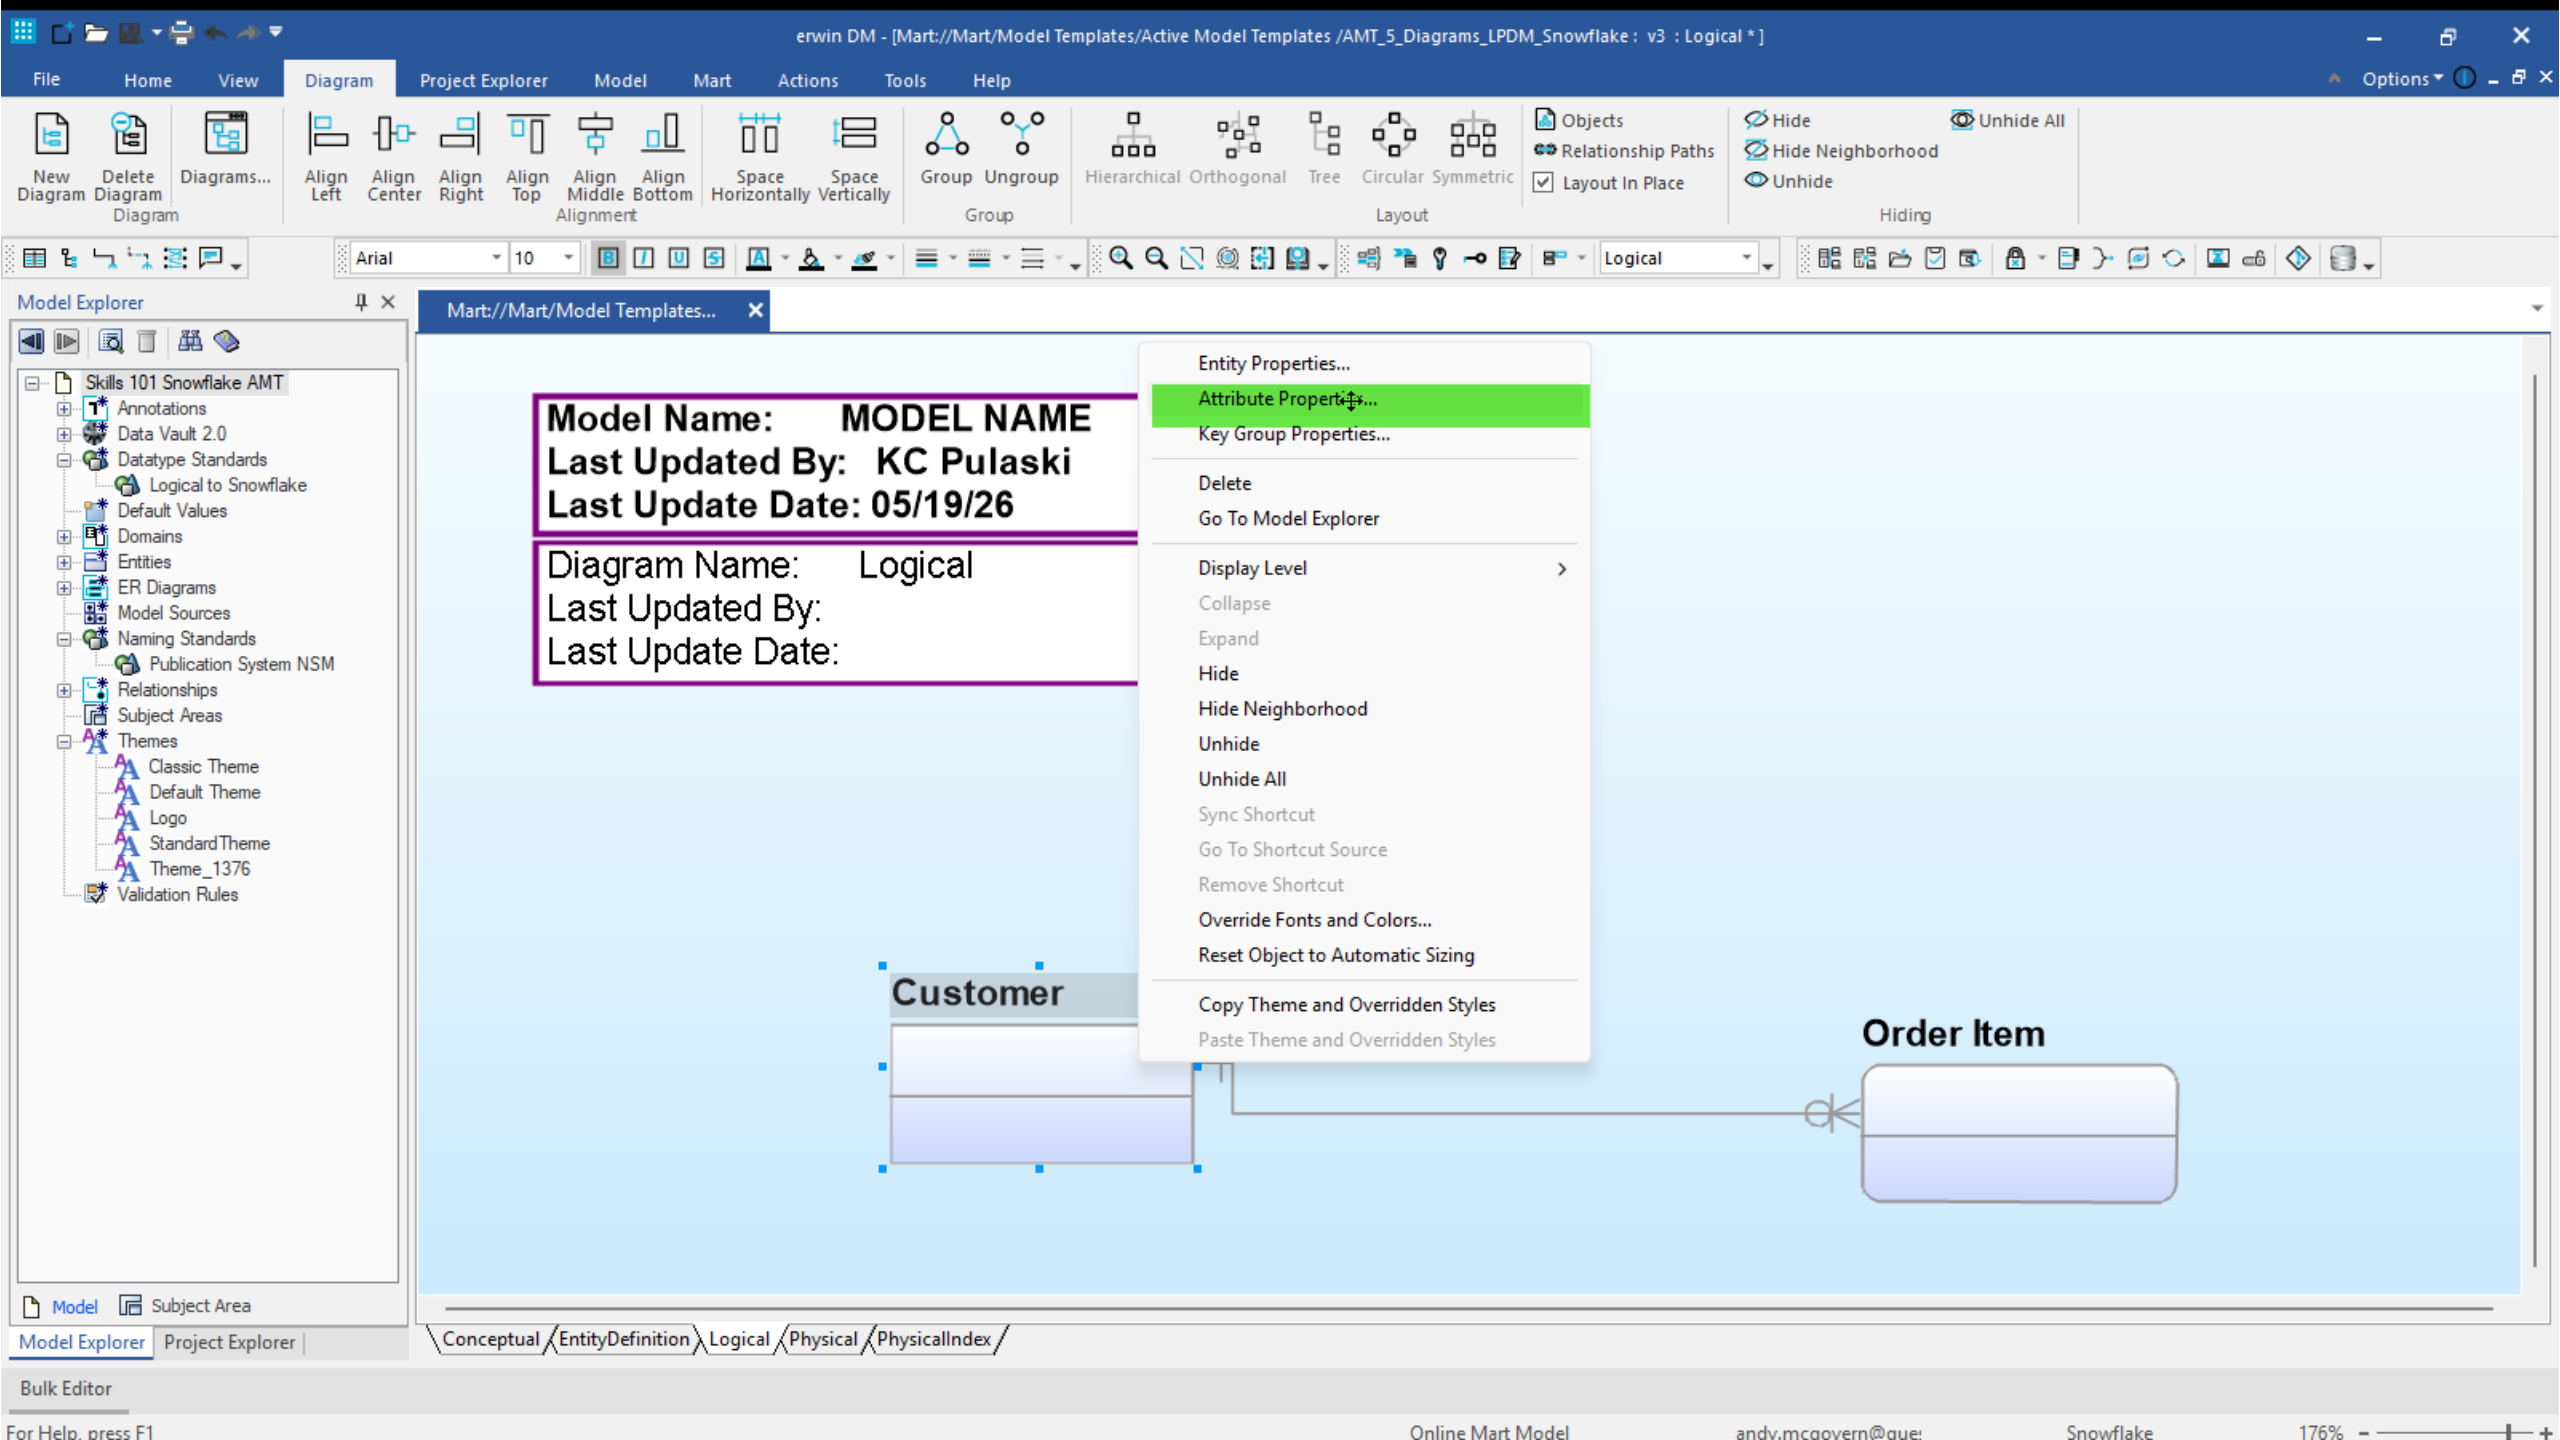 erwin DM - [Mart://Mart/Model Templates/Active Model Templates /AMT_5_Diagrams_LPDM_Snowflake : v3 : Logical * ]
File Home View Diagram Project Explorer Model Mart Actions Tools Help Options
New Diagram
Delete Diagram
Diagrams...
Diagram
Align Left
Align Center
Align Right
Align Top
Align Middle
Align Bottom
Space Horizontally
Space Vertically
Alignment
Group
Ungroup
Group
Hierarchical
Orthogonal
Tree
Circular
Symmetric
Objects
Relationship Paths
Layout In Place
Layout
Hide
Hide Neighborhood
Unhide
Unhide All
Hiding
Arial 10 B I U S A Logical
Model Explorer
Mart://Mart/Model Templates...
Skills 101 Snowflake AMT
Annotations
Data Vault 2.0
Datatype Standards
Logical to Snowflake
Default Values
Domains
Entities
ER Diagrams
Model Sources
Naming Standards
Publication System NSM
Relationships
Subject Areas
Themes
Classic Theme
Default Theme
Logo
StandardTheme
Theme_1376
Validation Rules
Model Subject Area
Model Explorer Project Explorer
Model Name: MODEL NAME
Last Updated By: KC Pulaski
Last Update Date: 05/19/26
Diagram Name: Logical
Last Updated By:
Last Update Date:
Entity Properties...
Attribute Properties...
Key Group Properties...
Delete
Go To Model Explorer
Display Level
Collapse
Expand
Hide
Hide Neighborhood
Unhide
Unhide All
Sync Shortcut
Go To Shortcut Source
Remove Shortcut
Override Fonts and Colors...
Reset Object to Automatic Sizing
Copy Theme and Overridden Styles
Paste Theme and Overridden Styles
Customer
Order Item
Conceptual EntityDefinition Logical Physical PhysicalIndex
Bulk Editor
For Help, press F1
Online Mart Model
andy.mcgovern@que
Snowflake
176%